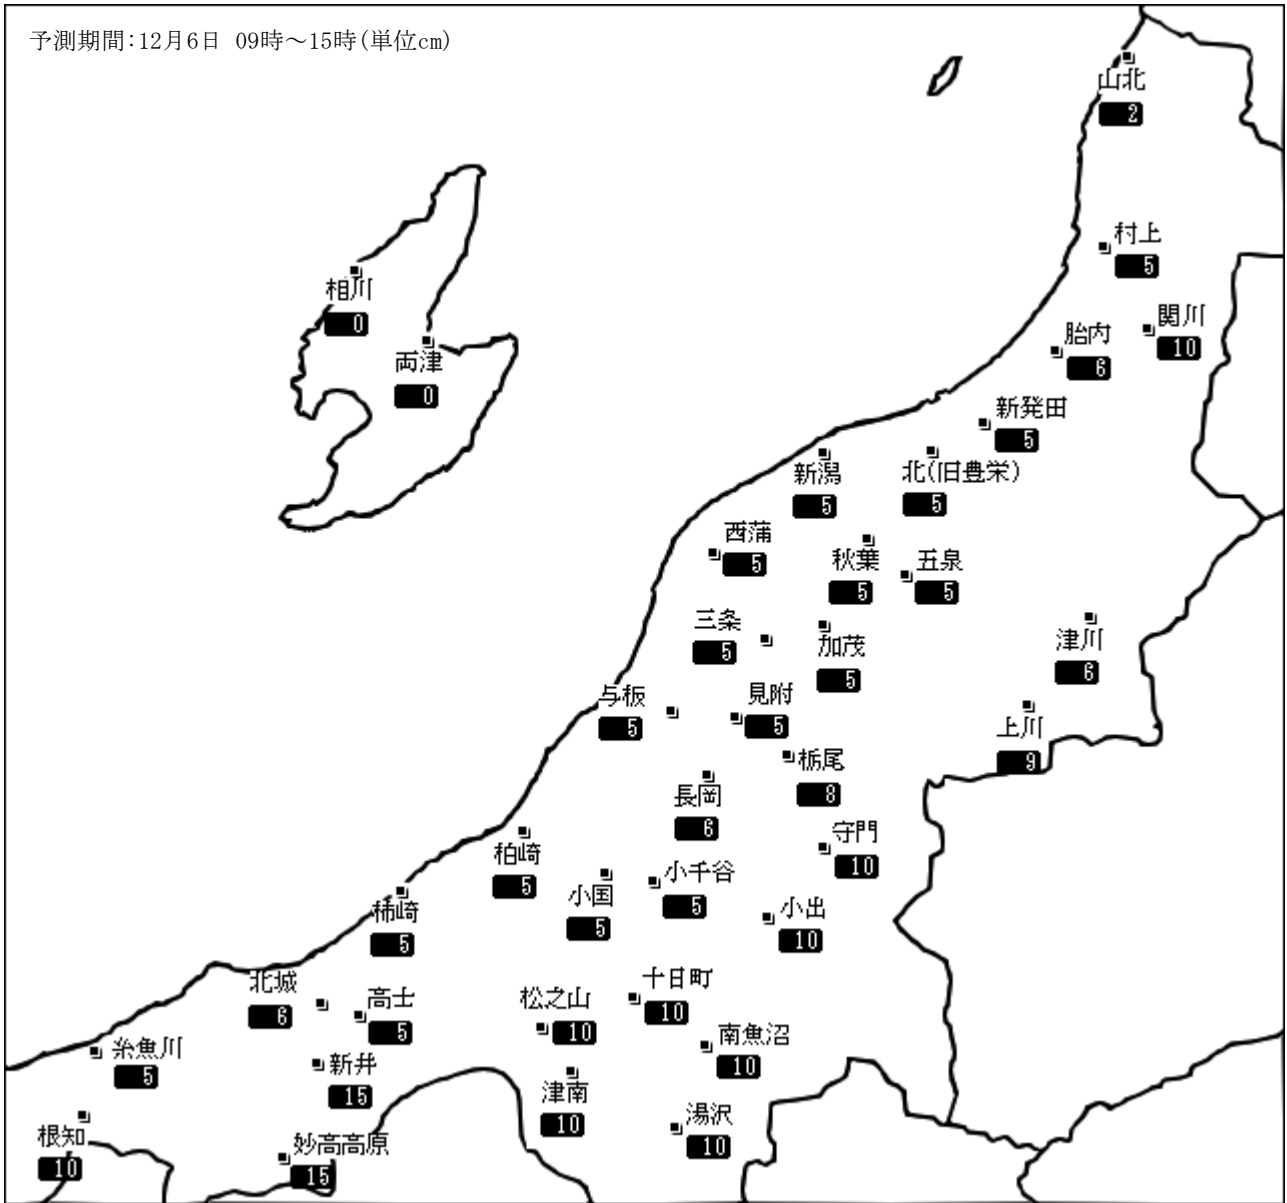 予測期間：12月6日 09時～15時（単位cm）
山北
2
村上
5
関川
10
胎内
6
相川
0
両津
0
新発田
5
新潟
5
北(旧豊栄)
5
西蒲
5
秋葉
5
五泉
5
三条
5
加茂
5
津川
6
与板
5
見附
5
上川
9
栃尾
8
長岡
6
守門
10
柏崎
5
小国
5
小千谷
5
小出
10
柿崎
5
北城
6
高士
5
松之山
10
十日町
10
南魚沼
10
糸魚川
5
新井
15
津南
10
湯沢
10
根知
10
妙高高原
15